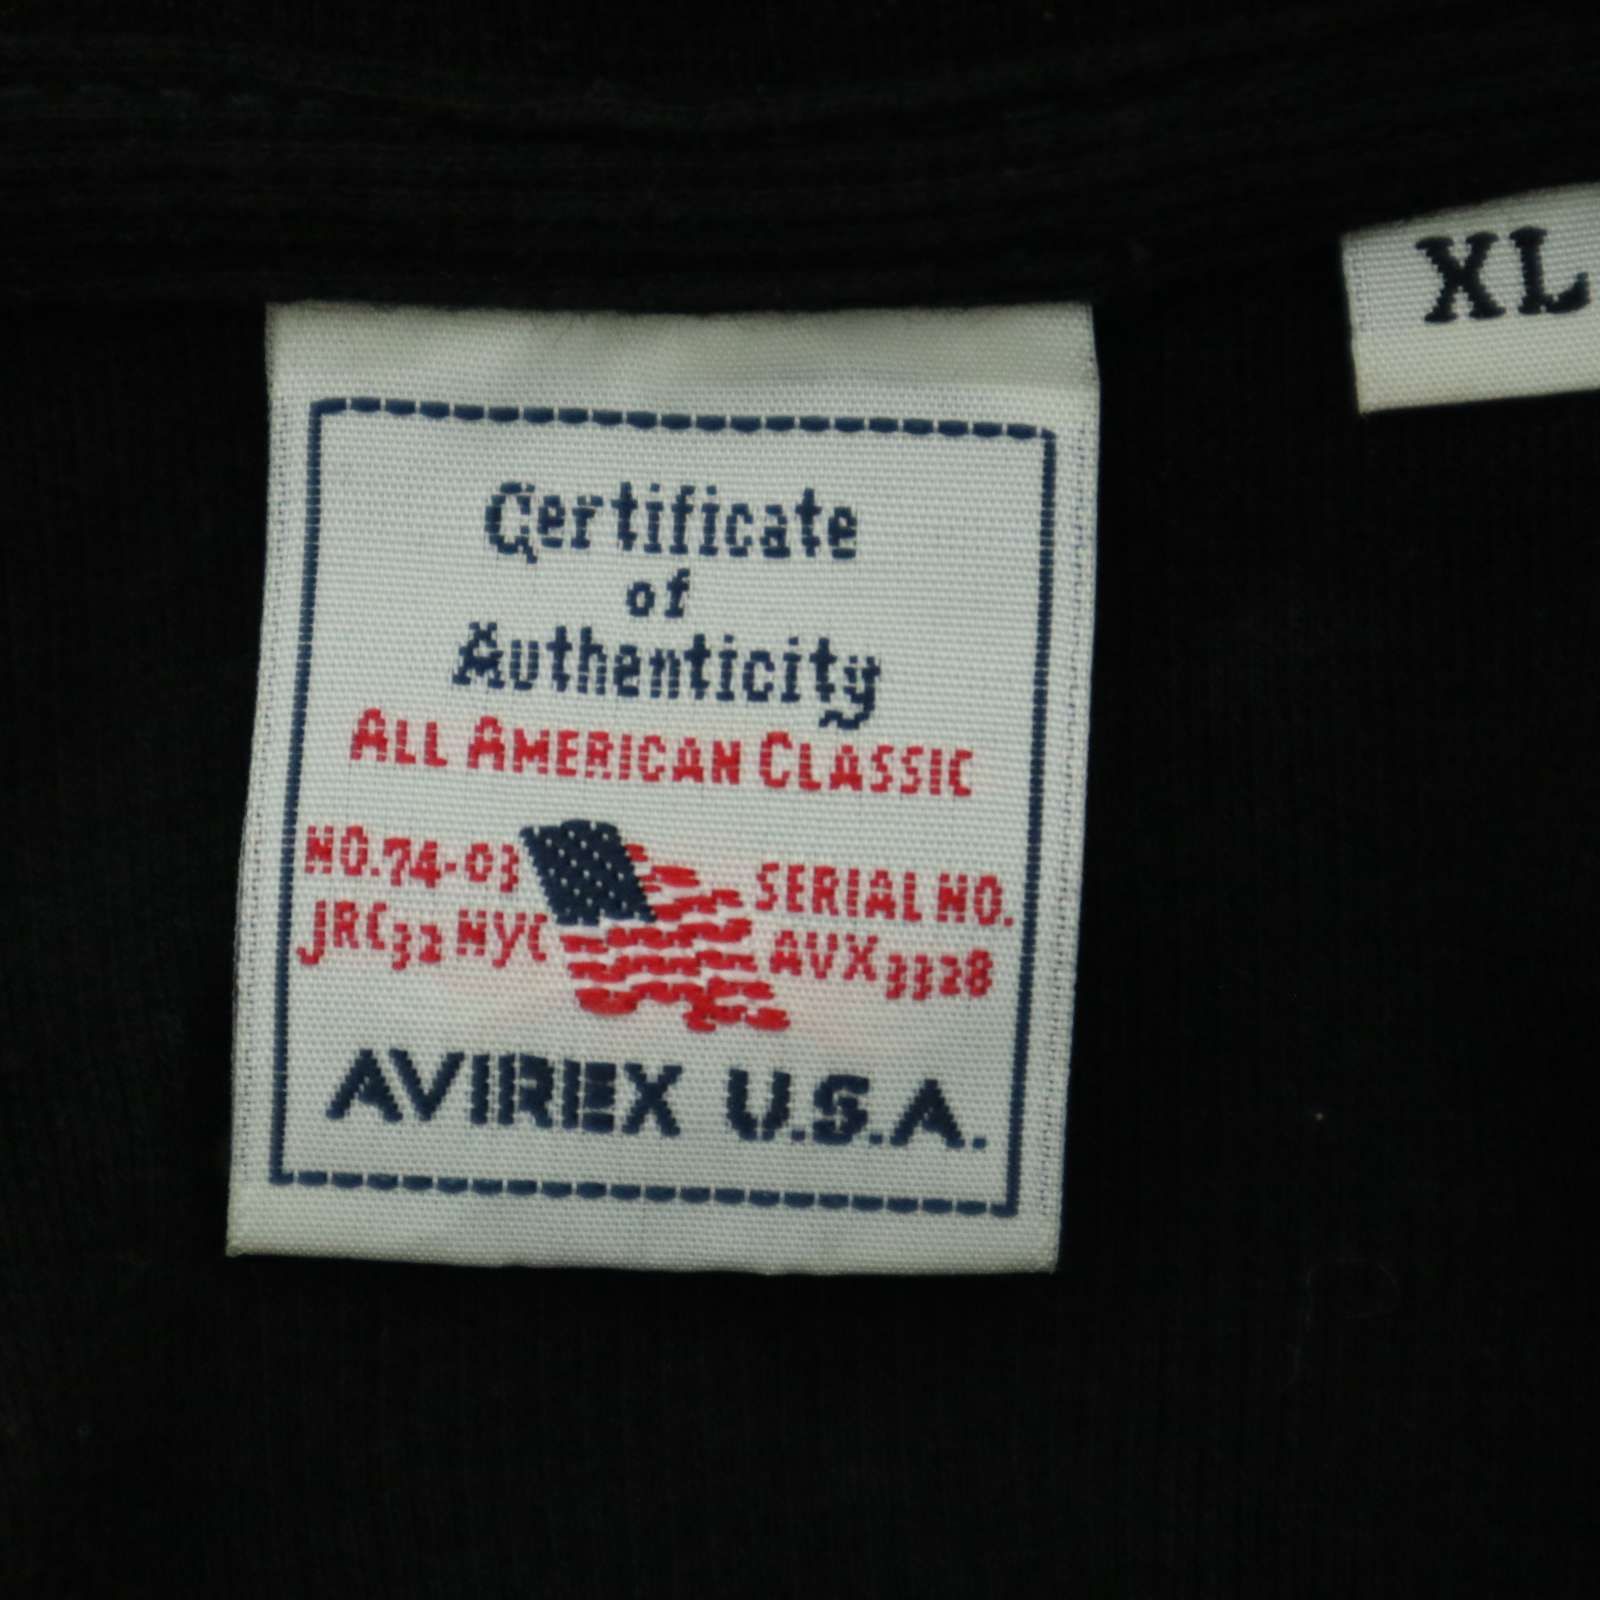 XL
Certificate
of
Authenticity
ALL AMERICAN CLASSIC
NO.74-03 SERIAL NO.
JRC32 NYC AVX3328
AVIREX U.S.A.